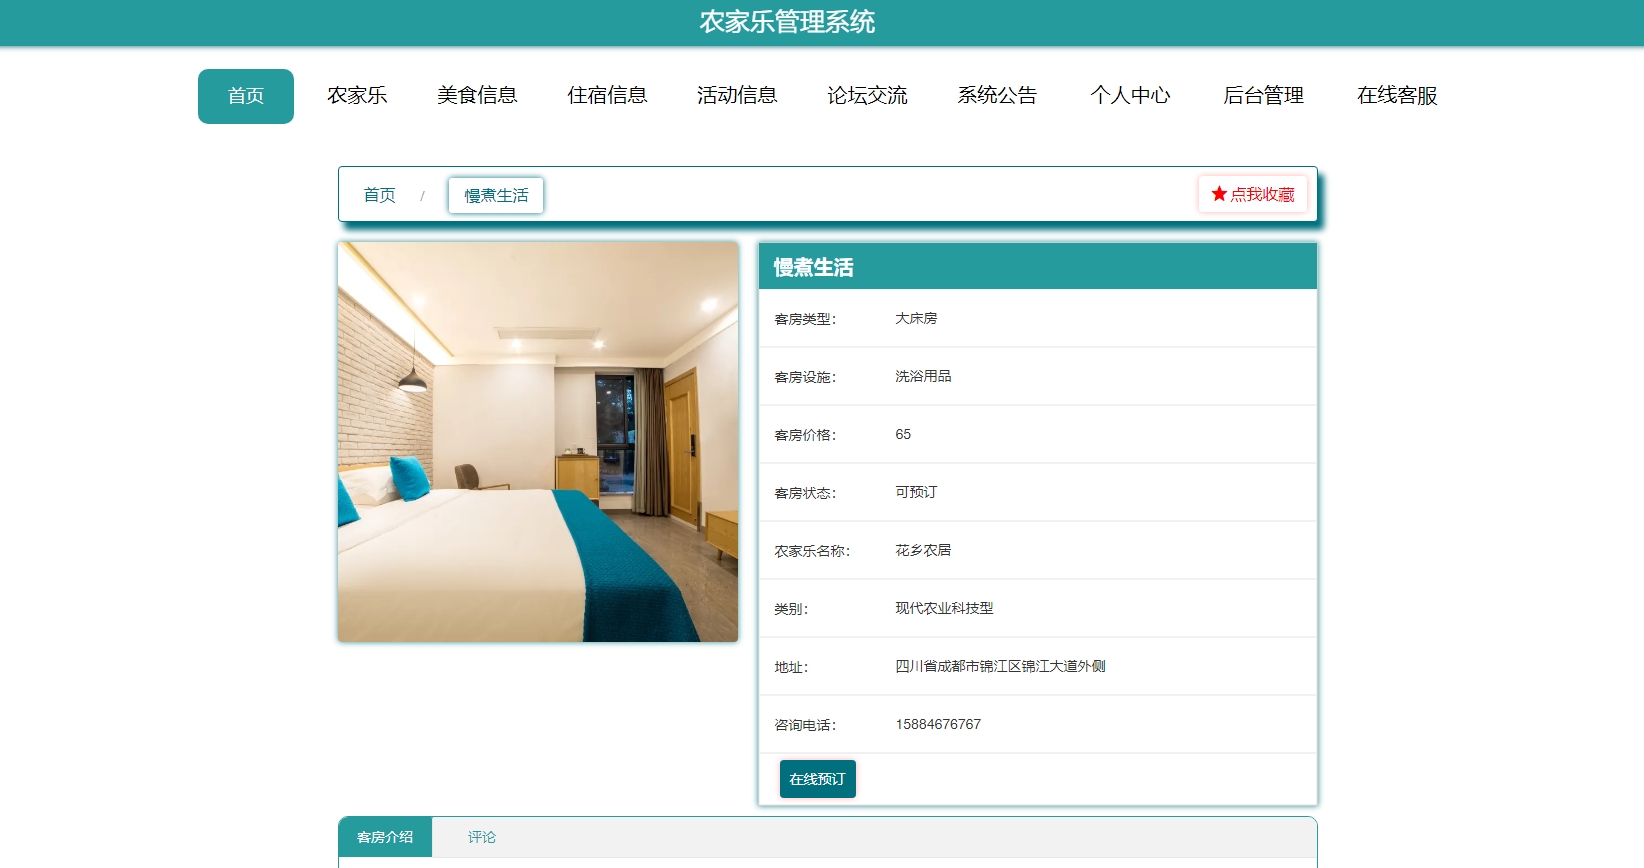 农家乐管理系统
首页 农家乐 美食信息 住宿信息 活动信息 论坛交流 系统公告 个人中心 后台管理 在线客服
首页 / 慢煮生活 ★点我收藏
慢煮生活
客房类型： 大床房
客房设施： 洗浴用品
客房价格： 65
客房状态： 可预订
农家乐名称： 花乡农居
类别： 现代农业科技型
地址： 四川省成都市锦江区锦江大道外侧
咨询电话： 15884676767
在线预订
客房介绍 评论